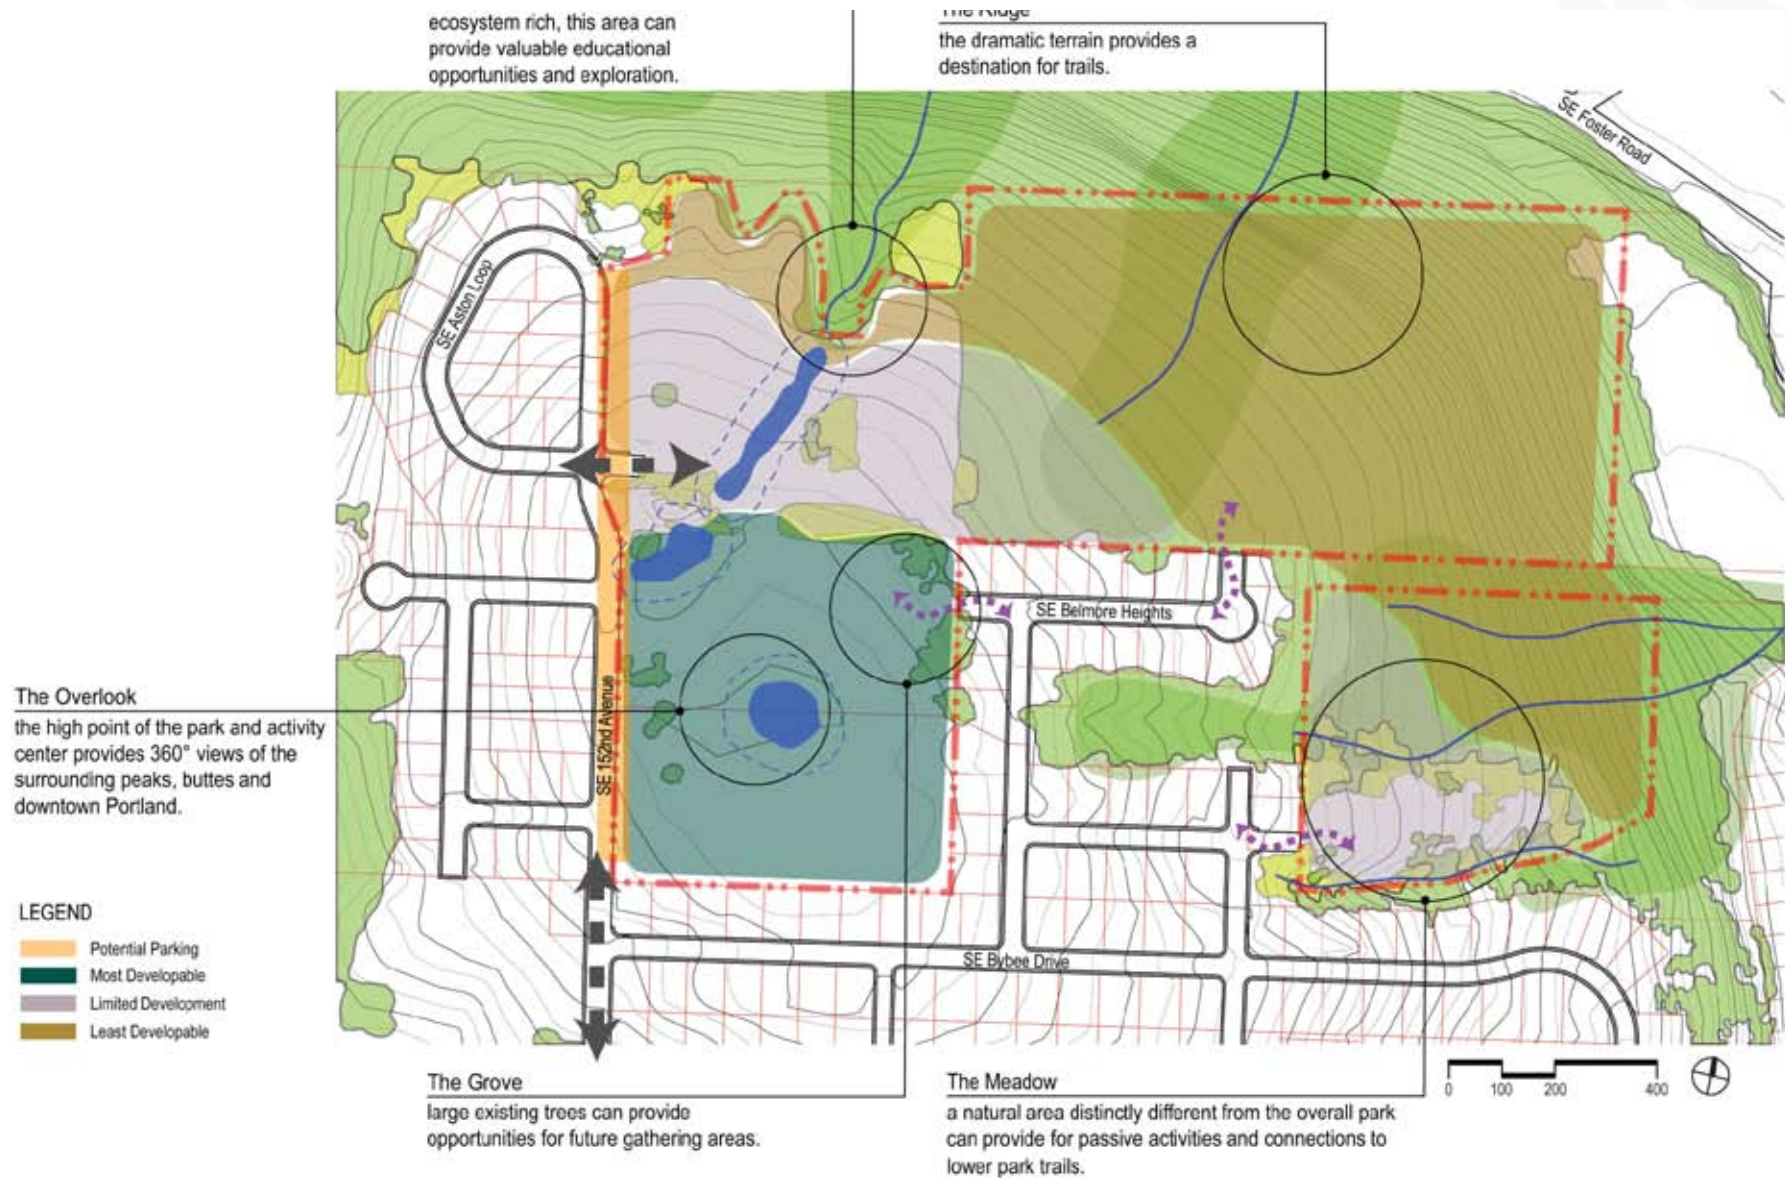 ecosystem rich, this area can
provide valuable educational
opportunities and exploration.
The Ridge
the dramatic terrain provides a
destination for trails.
SE Foster Road
SE Aston Loop
SE Belmore Heights
SE 152nd Avenue
SE Bybee Drive
The Overlook
the high point of the park and activity
center provides 360° views of the
surrounding peaks, buttes and
downtown Portland.
LEGEND
Potential Parking
Most Developable
Limited Development
Least Developable
The Grove
large existing trees can provide
opportunities for future gathering areas.
The Meadow
a natural area distinctly different from the overall park
can provide for passive activities and connections to
lower park trails.
0 100 200 400